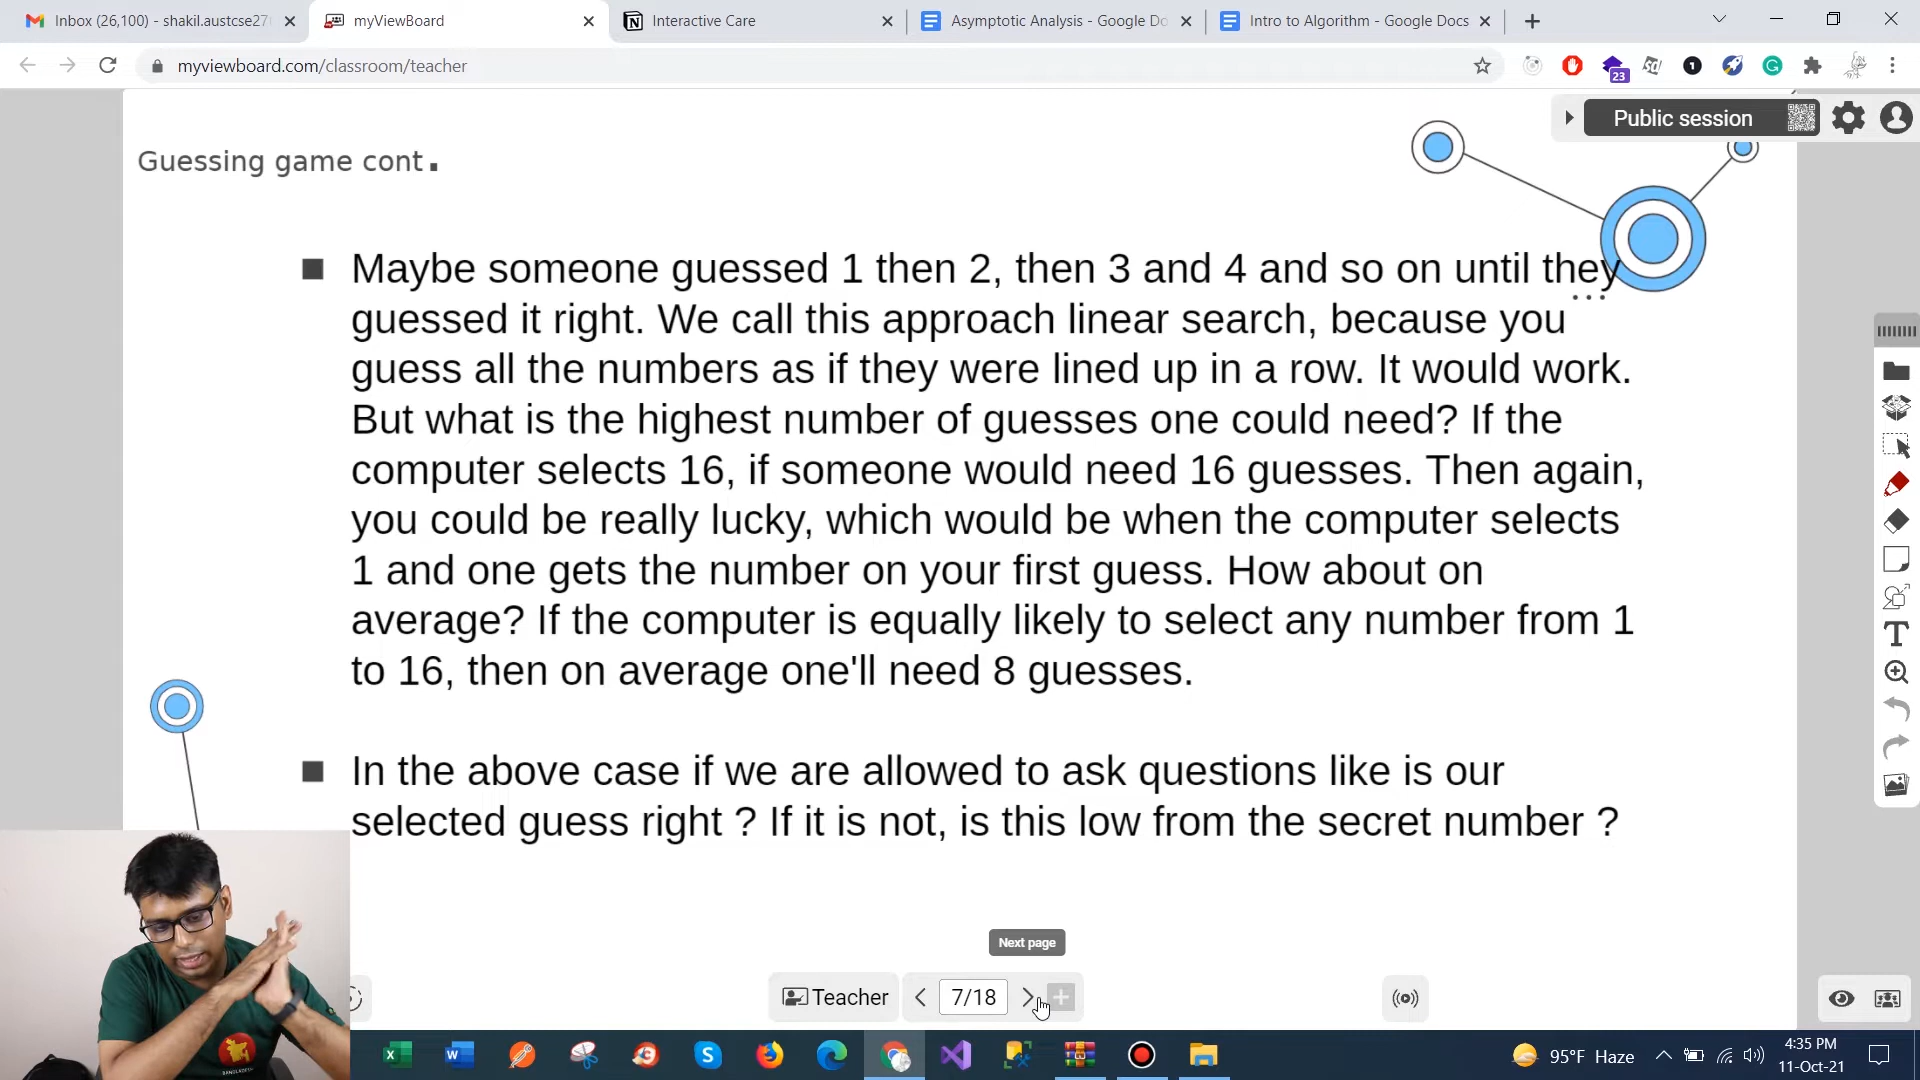 Inbox (26,100) - shakil.austcse27
myViewBoard
Interactive Care
Asymptotic Analysis - Google Do
Intro to Algorithm - Google Docs
myviewboard.com/classroom/teacher
23
1
Public session
Guessing game cont.
Maybe someone guessed 1 then 2, then 3 and 4 and so on until they
guessed it right. We call this approach linear search, because you
guess all the numbers as if they were lined up in a row. It would work.
But what is the highest number of guesses one could need? If the
computer selects 16, if someone would need 16 guesses. Then again,
you could be really lucky, which would be when the computer selects
1 and one gets the number on your first guess. How about on
average? If the computer is equally likely to select any number from 1
to 16, then on average one'll need 8 guesses.
In the above case if we are allowed to ask questions like is our
selected guess right ? If it is not, is this low from the secret number ?
Next page
Teacher
7/18
BANGLADESH
95°F Haze
4:35 PM
11-Oct-21